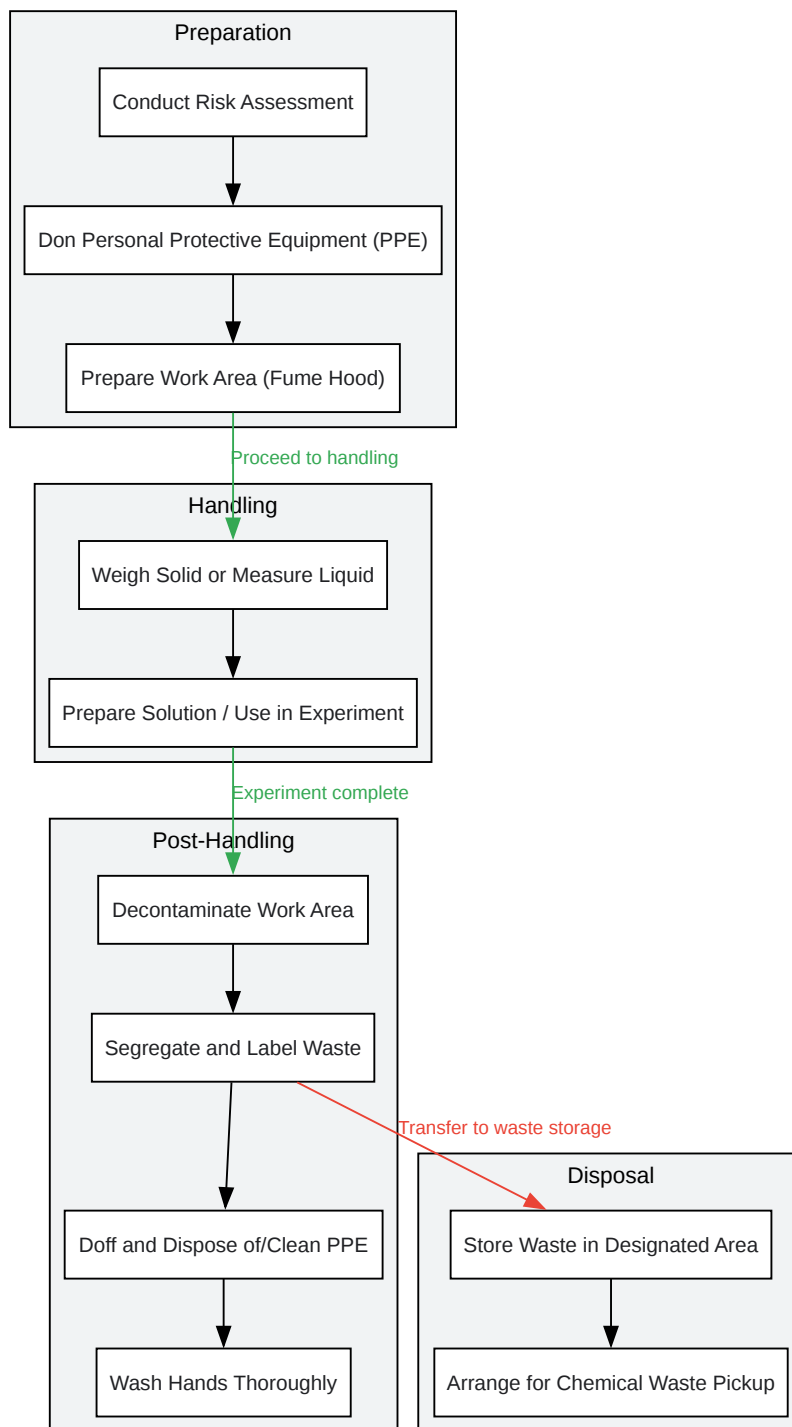 Preparation
Conduct Risk Assessment
Don Personal Protective Equipment (PPE)
Prepare Work Area (Fume Hood)
Proceed to handling
Handling
Weigh Solid or Measure Liquid
Prepare Solution / Use in Experiment
Experiment complete
Post-Handling
Decontaminate Work Area
Segregate and Label Waste
Transfer to waste storage
Disposal
Doff and Dispose of/Clean PPE
Store Waste in Designated Area
Wash Hands Thoroughly
Arrange for Chemical Waste Pickup